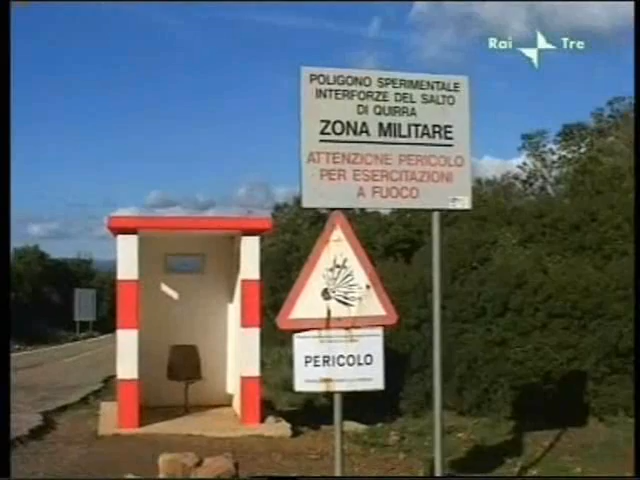 Rai Tre
POLIGONO SPERIMENTALE
INTERFORZE DEL SALTO
DI QUIRRA
ZONA MILITARE
ATTENZIONE PERICOLO
PER ESERCITAZIONI
A FUOCO
PERICOLO